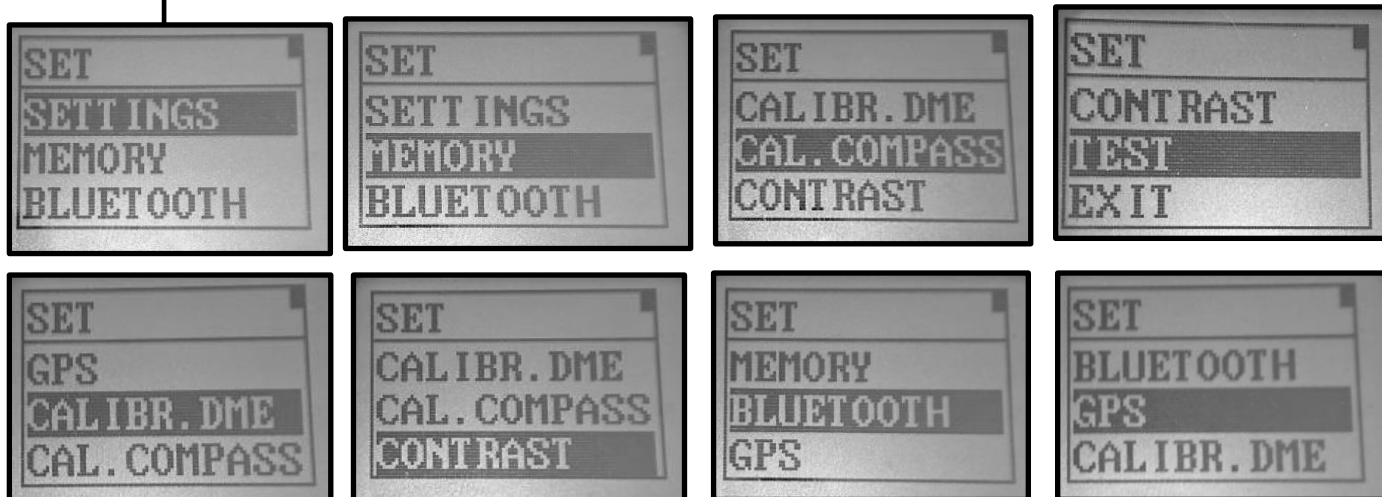 SET
SETTINGS
MEMORY
BLUETOOTH
SET
SETTINGS
MEMORY
BLUETOOTH
SET
CALIBR.DME
CAL.COMPASS
CONTRAST
SET
CONTRAST
TEST
EXIT
SET
GPS
CALIBR.DME
CAL.COMPASS
SET
CALIBR.DME
CAL.COMPASS
CONTRAST
SET
MEMORY
BLUETOOTH
GPS
SET
BLUETOOTH
GPS
CALIBR.DME